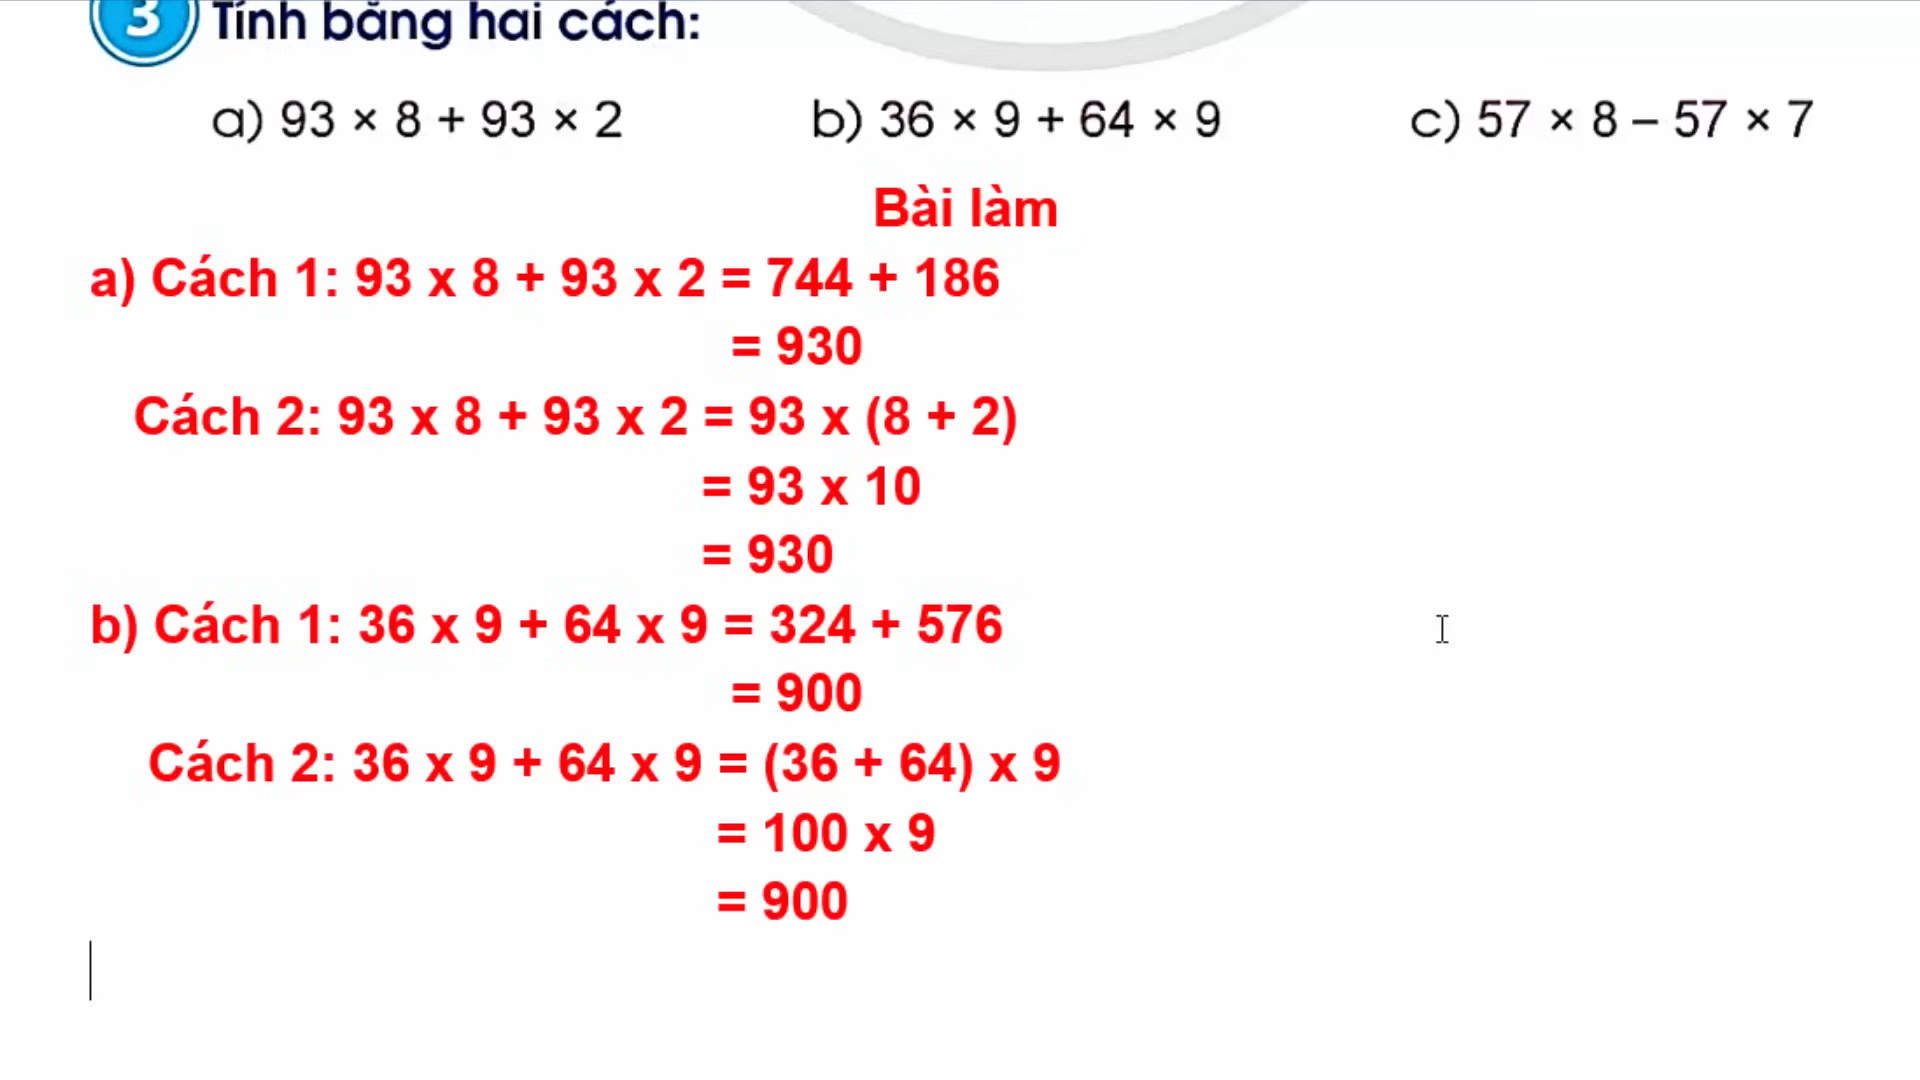 3 Tính bằng hai cách:
a) 93 × 8 + 93 × 2 b) 36 × 9 + 64 × 9 c) 57 × 8 – 57 × 7
Bài làm
a) Cách 1: 93 x 8 + 93 x 2 = 744 + 186
= 930
Cách 2: 93 x 8 + 93 x 2 = 93 x (8 + 2)
= 93 x 10
= 930
b) Cách 1: 36 x 9 + 64 x 9 = 324 + 576
= 900
Cách 2: 36 x 9 + 64 x 9 = (36 + 64) x 9
= 100 x 9
= 900